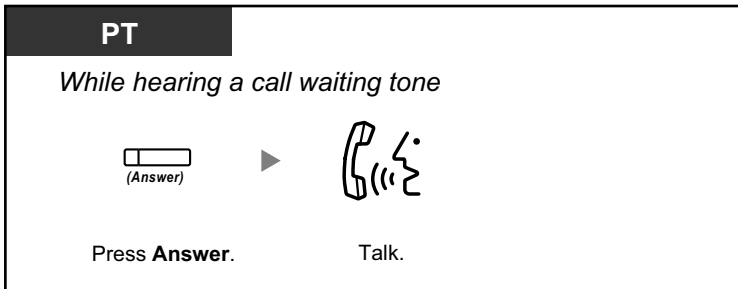 PT
While hearing a call waiting tone
(Answer)
Press Answer.
Talk.